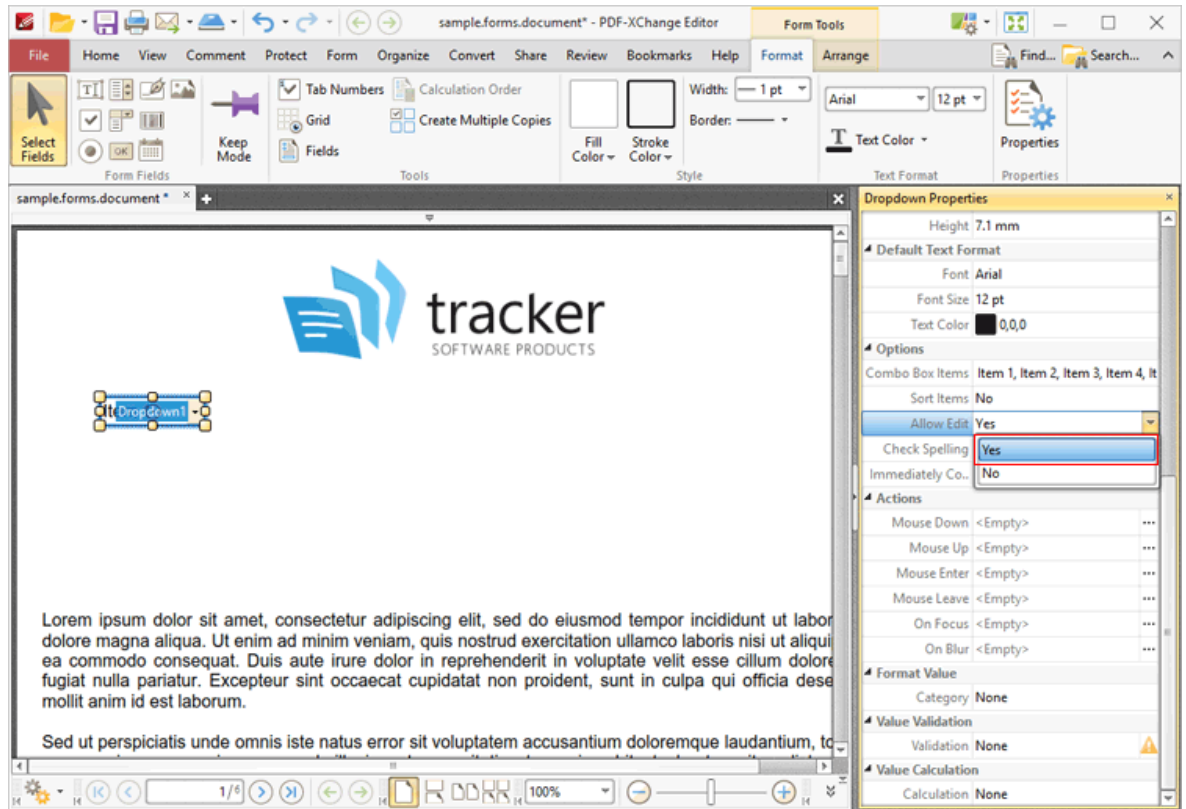 sample.forms.document* - PDF-XChange Editor
Form Tools
File Home View Comment Protect Form Organize Convert Share Review Bookmarks Help Format Arrange Find... Search...
Select Fields
OK
Keep Mode
Form Fields
Tab Numbers
Grid
Fields
Calculation Order
Create Multiple Copies
Tools
Fill Color
Stroke Color
Width: 1 pt
Border:
Style
Arial 12 pt
T Text Color
Text Format
Properties
Properties
sample.forms.document *
tracker
SOFTWARE PRODUCTS
Dropdown1
Lorem ipsum dolor sit amet, consectetur adipiscing elit, sed do eiusmod tempor incididunt ut labor
dolore magna aliqua. Ut enim ad minim veniam, quis nostrud exercitation ullamco laboris nisi ut aliqui
ea commodo consequat. Duis aute irure dolor in reprehenderit in voluptate velit esse cillum dolore
fugiat nulla pariatur. Excepteur sint occaecat cupidatat non proident, sunt in culpa qui officia dese
mollit anim id est laborum.
Sed ut perspiciatis unde omnis iste natus error sit voluptatem accusantium doloremque laudantium, to
1/6
100%
Dropdown Properties
Height 7.1 mm
Default Text Format
Font Arial
Font Size 12 pt
Text Color 0,0,0
Options
Combo Box Items Item 1, Item 2, Item 3, Item 4, It
Sort Items No
Allow Edit Yes
Check Spelling Yes
Immediately Co... No
Actions
Mouse Down <Empty> ...
Mouse Up <Empty> ...
Mouse Enter <Empty> ...
Mouse Leave <Empty> ...
On Focus <Empty> ...
On Blur <Empty> ...
Format Value
Category None
Value Validation
Validation None
Value Calculation
Calculation None